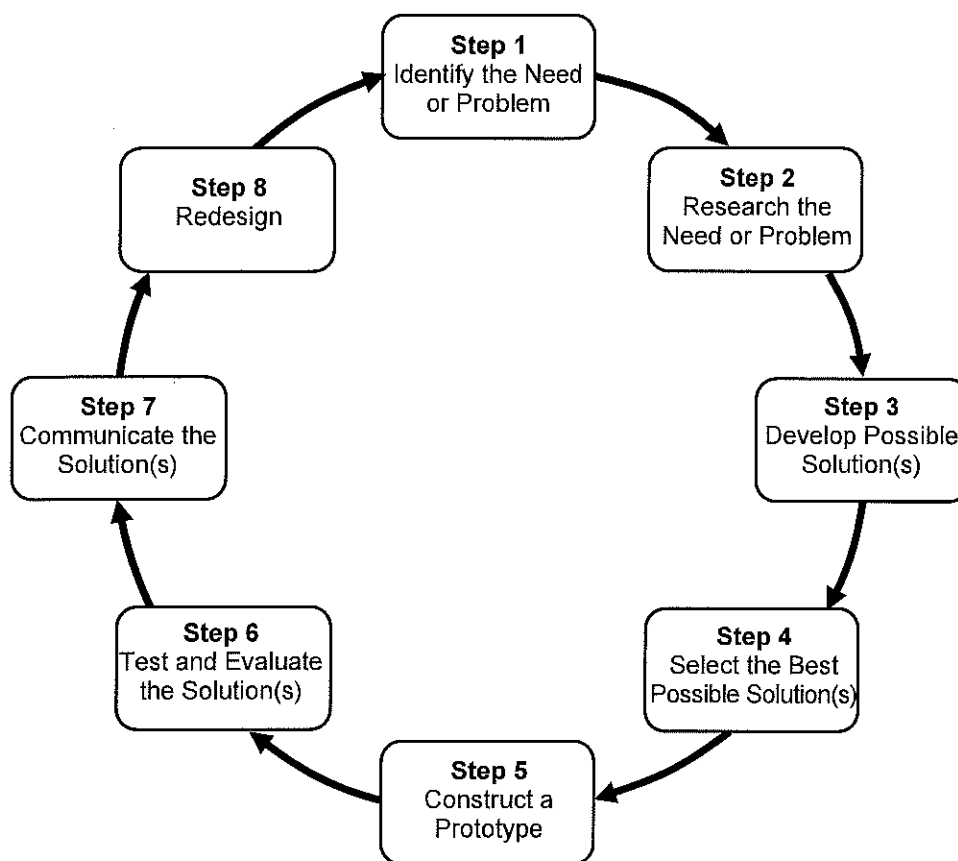 Step 1
Identify the Need
or Problem
Step 2
Research the
Need or Problem
Step 3
Develop Possible
Solution(s)
Step 4
Select the Best
Possible Solution(s)
Step 5
Construct a
Prototype
Step 6
Test and Evaluate
the Solution(s)
Step 7
Communicate the
Solution(s)
Step 8
Redesign